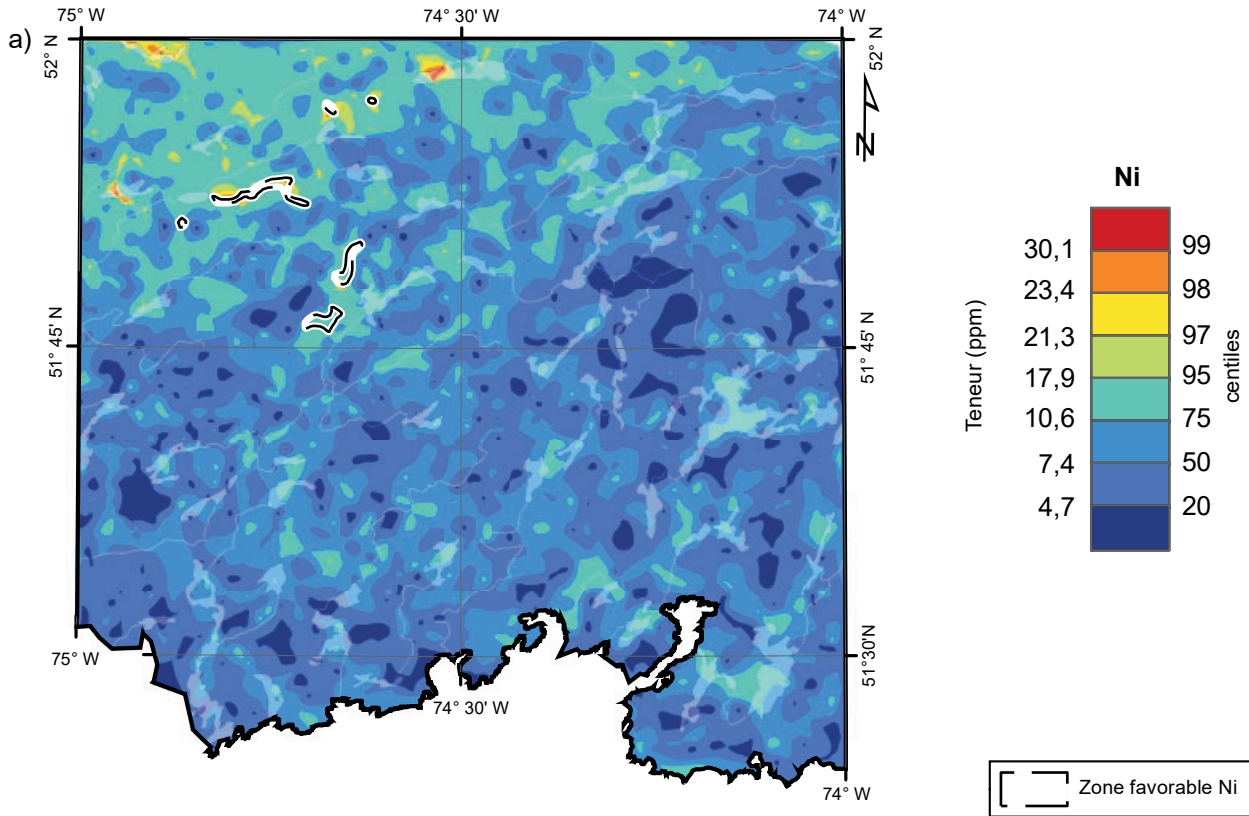 75° W
74° 30' W
74° W
a)
52° N
52° N
N
Ni
Teneur (ppm)
30,1
23,4
21,3
17,9
10,6
7,4
4,7
99
98
97
95
75
50
20
centiles
51° 45' N
51° 45' N
75° W
51°30'N
74° 30' W
74° W
Zone favorable Ni